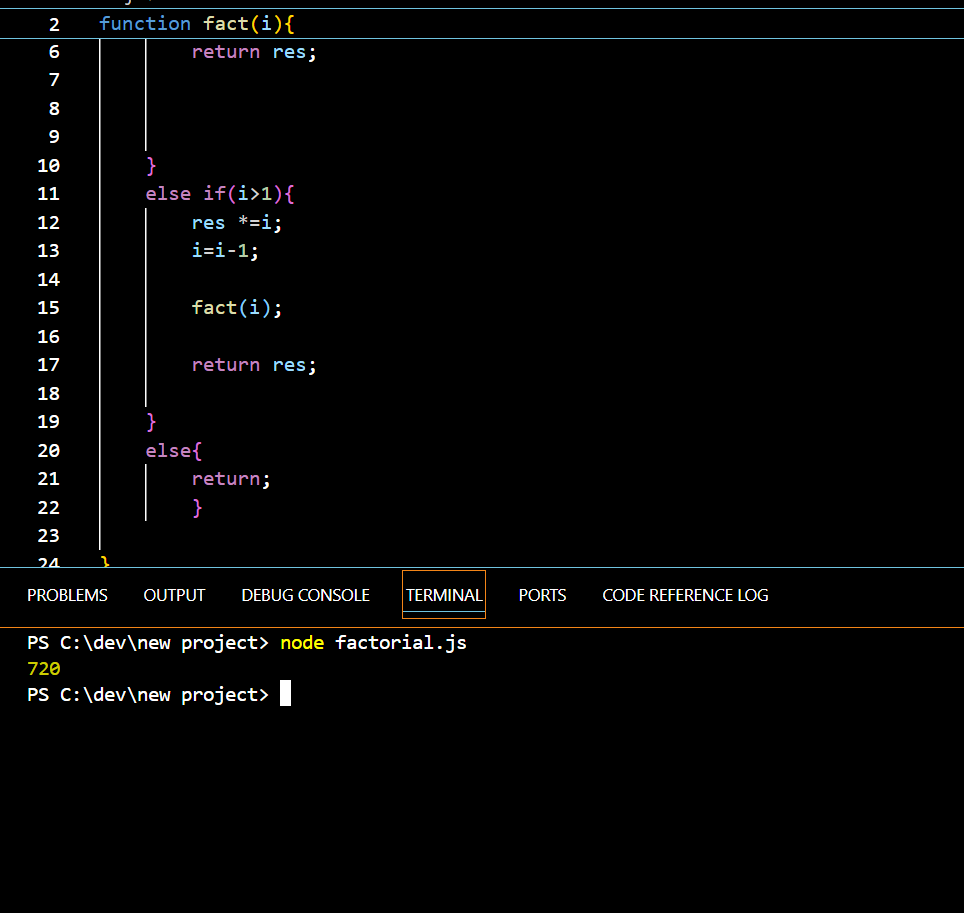 2 function fact(i){
6 return res;
7
8
9
10 }
11 else if(i>1){
12 res *=i;
13 i=i-1;
14
15 fact(i);
16
17 return res;
18
19 }
20 else{
21 return;
22 }
23
24 }
PROBLEMS OUTPUT DEBUG CONSOLE TERMINAL PORTS CODE REFERENCE LOG
PS C:\dev\new project> node factorial.js
720
PS C:\dev\new project>